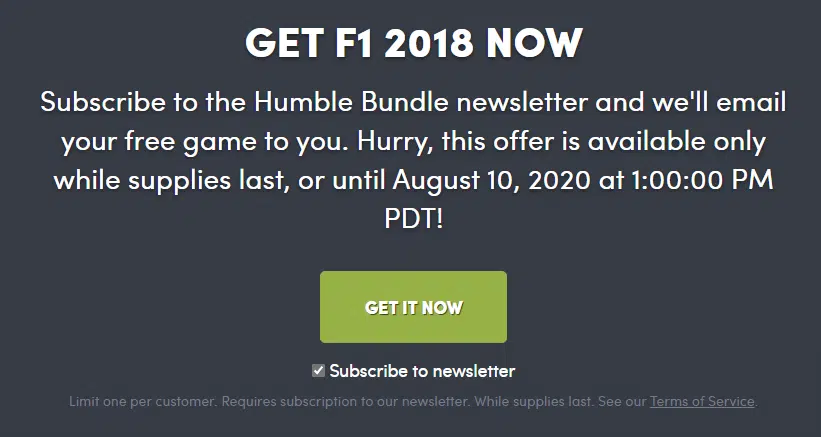 GET F1 2018 NOW
Subscribe to the Humble Bundle newsletter and we'll email
your free game to you. Hurry, this offer is available only
while supplies last, or until August 10, 2020 at 1:00:00 PM
PDT!
GET IT NOW
Subscribe to newsletter
Limit one per customer. Requires subscription to our newsletter. While supplies last. See our Terms of Service.